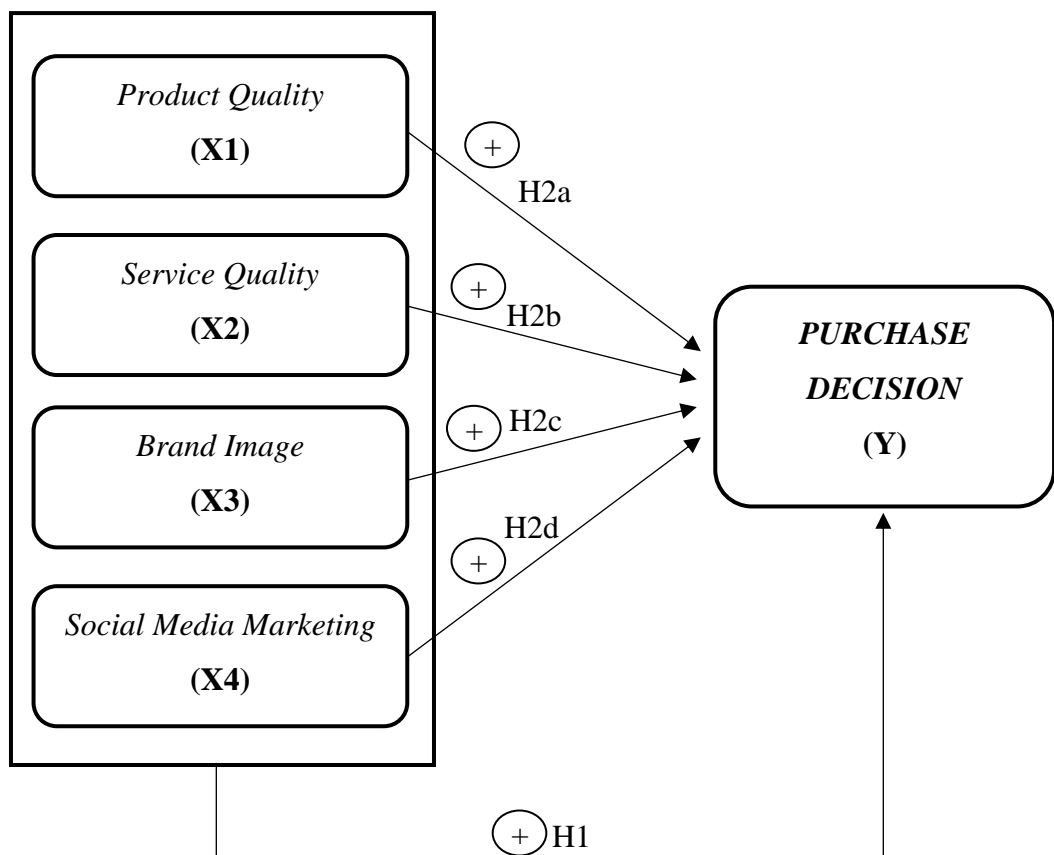 Product Quality
(X1)
+
H2a
Service Quality
(X2)
+
H2b
Brand Image
(X3)
+
H2c
Social Media Marketing
(X4)
+
H2d
PURCHASE
DECISION
(Y)
+
H1